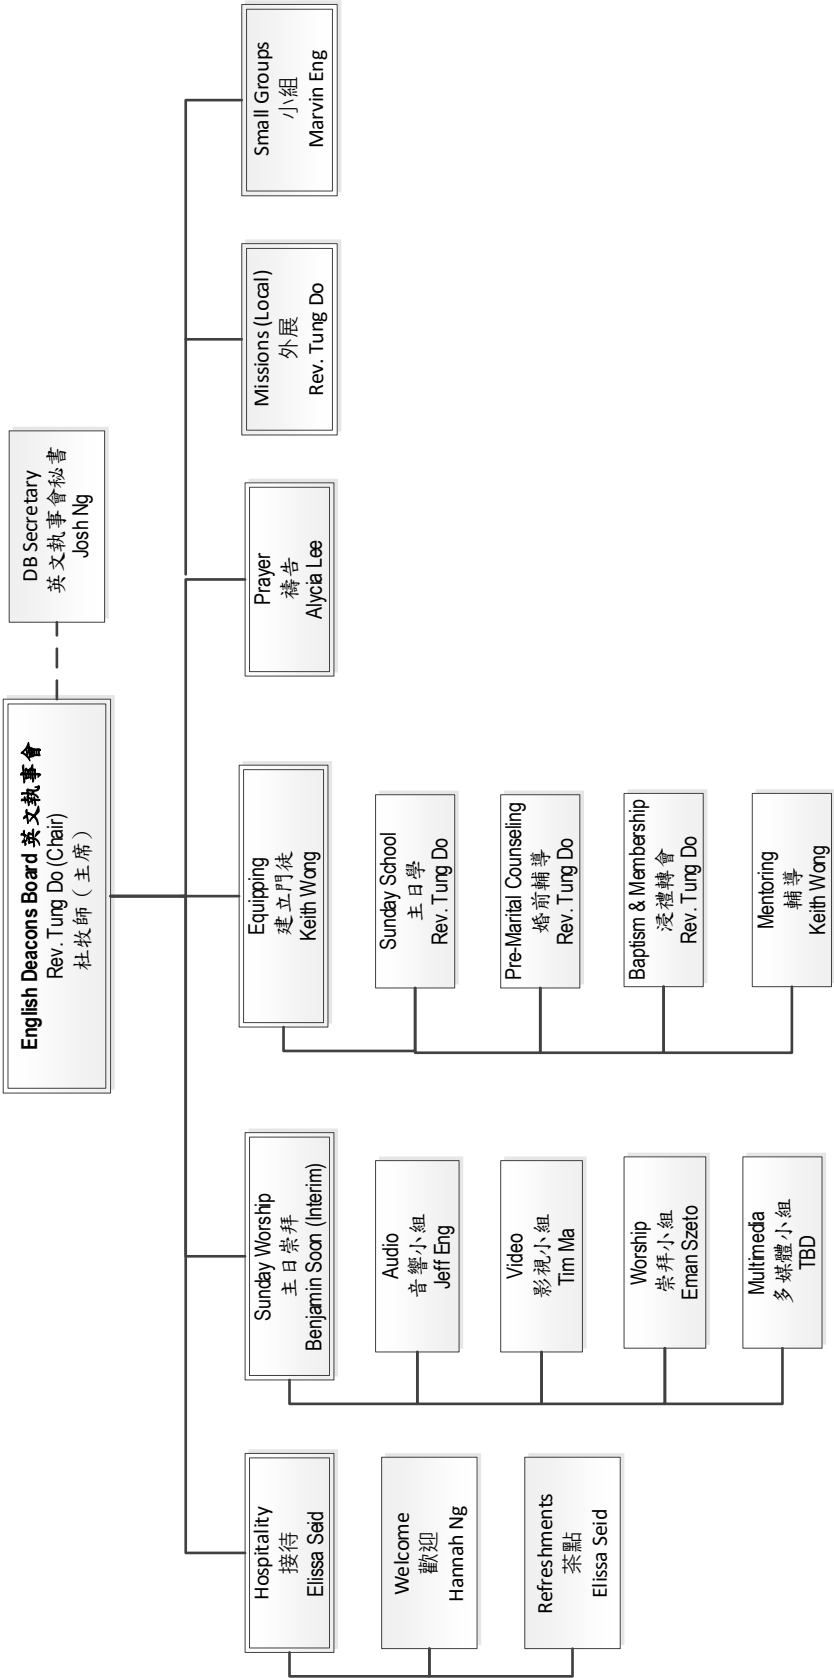 English Deacons Board 英文執事會
Rev. Tung Do (Chair)
杜牧師（主席）
DB Secretary
英文執事會秘書
Josh Ng
Hospitality
接待
Elissa Seid
Welcome
歡迎
Hannah Ng
Refreshments
茶點
Elissa Seid
Sunday Worship
主日崇拜
Benjamin Soon (Interim)
Audio
音響小組
Jeff Eng
Video
影視小組
Tim Ma
Worship
崇拜小組
Eman Szeto
Multimedia
多媒體小組
TBD
Equipping
建立門徒
Keith Wong
Sunday School
主日學
Rev. Tung Do
Pre-Marital Counseling
婚前輔導
Rev. Tung Do
Baptism & Membership
浸禮轉會
Rev. Tung Do
Mentoring
輔導
Keith Wong
Prayer
禱告
Alycia Lee
Missions (Local)
外展
Rev. Tung Do
Small Groups
小組
Marvin Eng